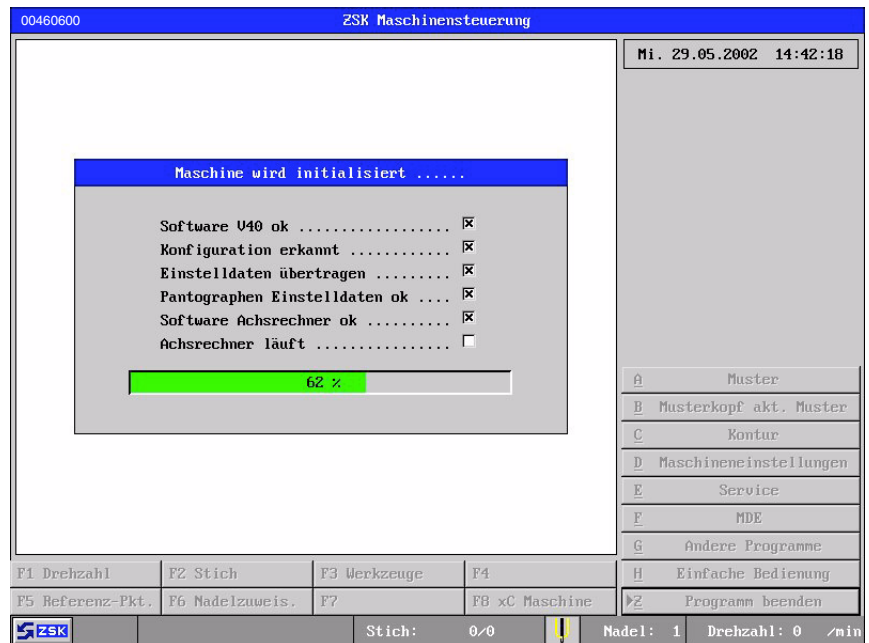 00460600 ZSK Maschinensteuerung
Mi. 29.05.2002 14:42:18
Maschine wird initialisiert ......
Software V40 ok ..................
Konfiguration erkannt ............
Einstelldaten übertragen .........
Pantographen Einstelldaten ok ....
Software Achsrechner ok ..........
Achsrechner läuft ................
62 %
A Muster
B Musterkopf akt. Muster
C Kontur
D Maschineneinstellungen
E Service
F MDE
G Andere Programme
H Einfache Bedienung
Z Programm beenden
F1 Drehzahl F2 Stich F3 Werkzeuge F4
F5 Referenz-Pkt. F6 Nadelzuweis. F7 F8 xC Maschine
ZSK Stich: 0/0 Nadel: 1 Drehzahl: 0 /min